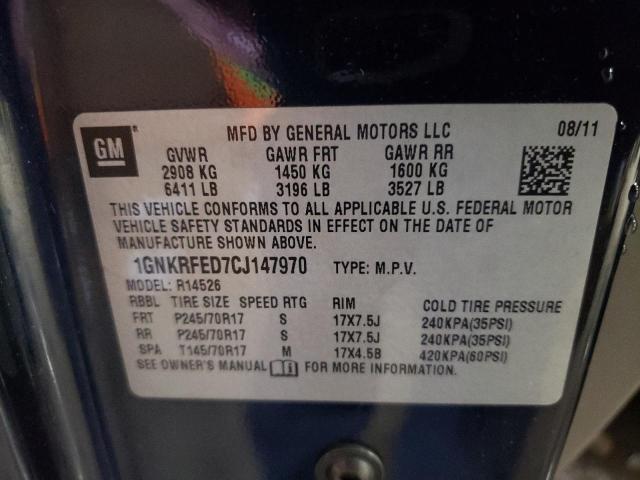 GM
MFD BY GENERAL MOTORS LLC 08/11
GVWR GAWR FRT GAWR RR
2908 KG 1450 KG 1600 KG
6411 LB 3196 LB 3527 LB
THIS VEHICLE CONFORMS TO ALL APPLICABLE U.S. FEDERAL MOTOR
VEHICLE SAFETY STANDARDS IN EFFECT ON THE DATE OF
MANUFACTURE SHOWN ABOVE.
1GNKRFED7CJ147970 TYPE: M.P.V.
MODEL: R14526
RBBL TIRE SIZE SPEED RTG RIM COLD TIRE PRESSURE
FRT P245/70R17 S 17X7.5J 240KPA(35PSI)
RR P245/70R17 S 17X7.5J 240KPA(35PSI)
SPA T145/70R17 M 17X4.5B 420KPA(60PSI)
SEE OWNER'S MANUAL FOR MORE INFORMATION.